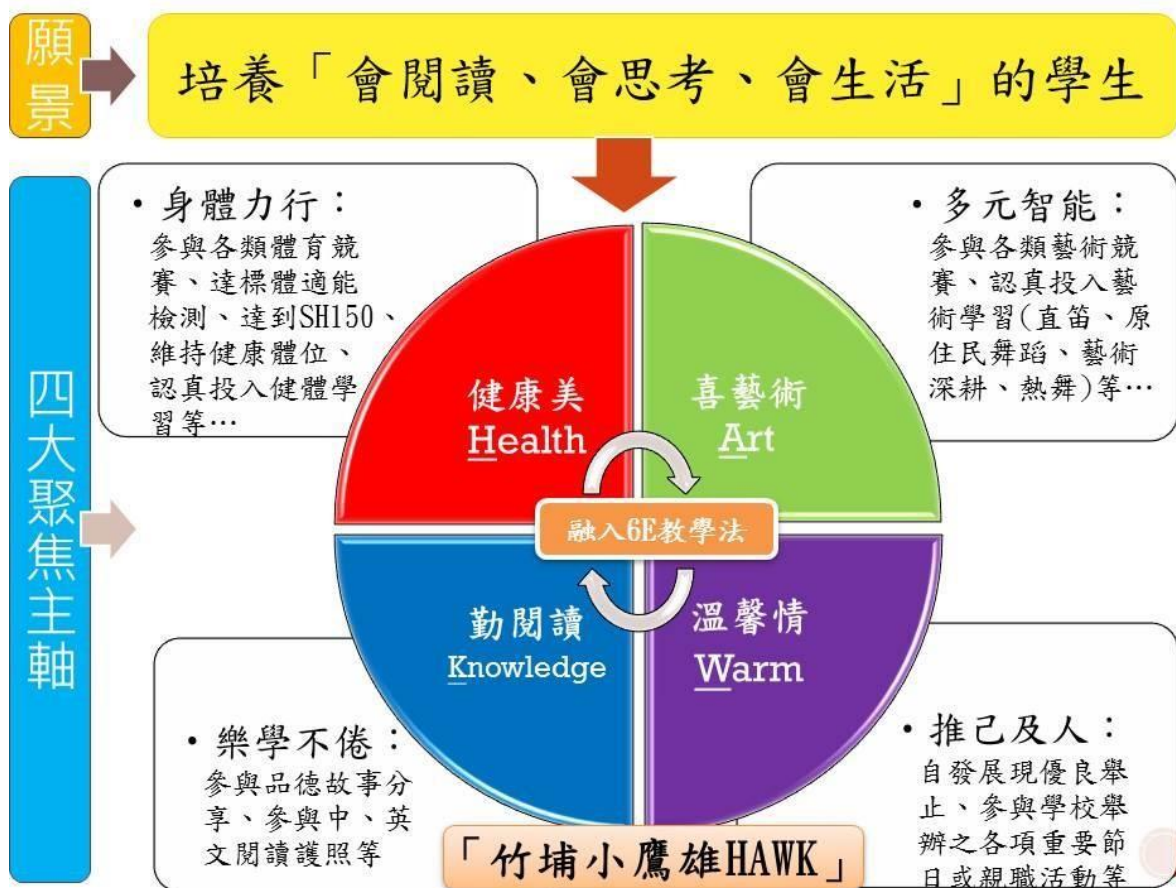 願景
培養「會閱讀、會思考、會生活」的學生
四大聚焦主軸
•身體力行：
參與各類體育競
賽、達標體適能
檢測、達到SH150、
維持健康體位、
認真投入健體學
習等…
•多元智能：
參與各類藝術競
賽、認真投入藝
術學習(直笛、原
住民舞蹈、藝術
深耕、熱舞)等…
健康美
Health
喜藝術
Art
融入6E教學法
勤閱讀
Knowledge
溫馨情
Warm
•樂學不倦：
參與品德故事分
享、參與中、英
文閱讀護照等
•推己及人：
自發展現優良舉
止、參與學校舉
辦之各項重要節
日或親職活動等
「竹埔小鷹雄HAWK」